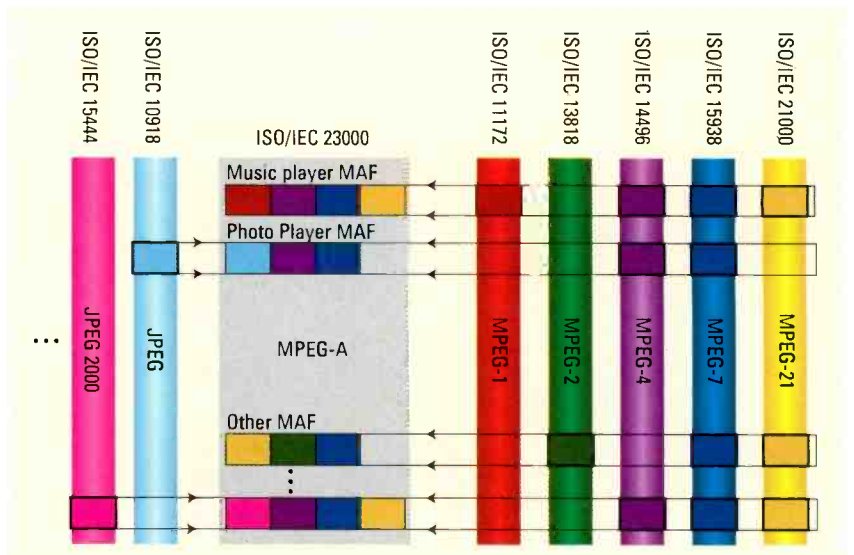 ISO/IEC 15444
ISO/IEC 10918
ISO/IEC 23000
ISO/IEC 11172
ISO/IEC 13818
1SO/IEC 14496
ISO/IEC 15938
ISO/IEC 21000
Music player MAF
Photo Player MAF
...
JPEG 2000
JPEG
MPEG-A
MPEG-1
MPEG-2
MPEG-4
MPEG-7
MPEG-21
Other MAF
...